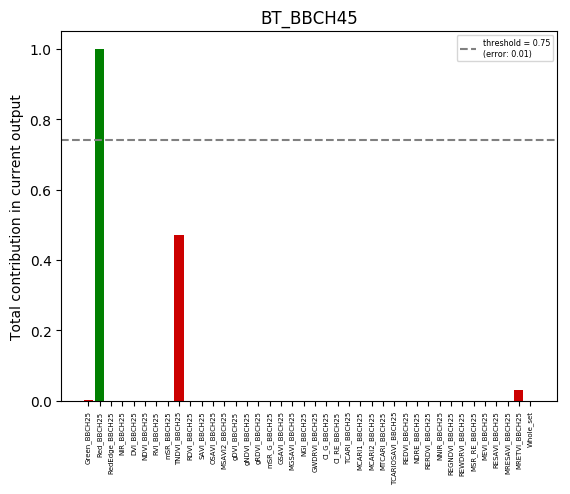 BT_BBCH45
threshold = 0.75
(error: 0.01)
Total contribution in current output
1.0
0.8
0.6
0.4
0.2
0.0
Green_BBCH25
Red_BBCH25
RedEdge_BBCH25
NIR_BBCH25
DVI_BBCH25
NDVI_BBCH25
RVI_BBCH25
mSR_BBCH25
TNDVI_BBCH25
RDVI_BBCH25
SAVI_BBCH25
OSAVI_BBCH25
MSAVI2_BBCH25
gDVI_BBCH25
gNDVI_BBCH25
gRDVI_BBCH25
mSR_G_BBCH25
GSAVI_BBCH25
MGSAVI_BBCH25
NGI_BBCH25
GWDRVI_BBCH25
CI_G_BBCH25
CI_RE_BBCH25
TCARI_BBCH25
MCARI1_BBCH25
MCARI2_BBCH25
MTCARI_BBCH25
TCARIOSAVI_BBCH25
REDVI_BBCH25
NDRE_BBCH25
RERDVI_BBCH25
NNIR_BBCH25
REGNDVI_BBCH25
REWDRVI_BBCH25
MSR_RE_BBCH25
MEVI_BBCH25
RESAVI_BBCH25
MRESAVI_BBCH25
MRETVI_BBCH25
Whole_set